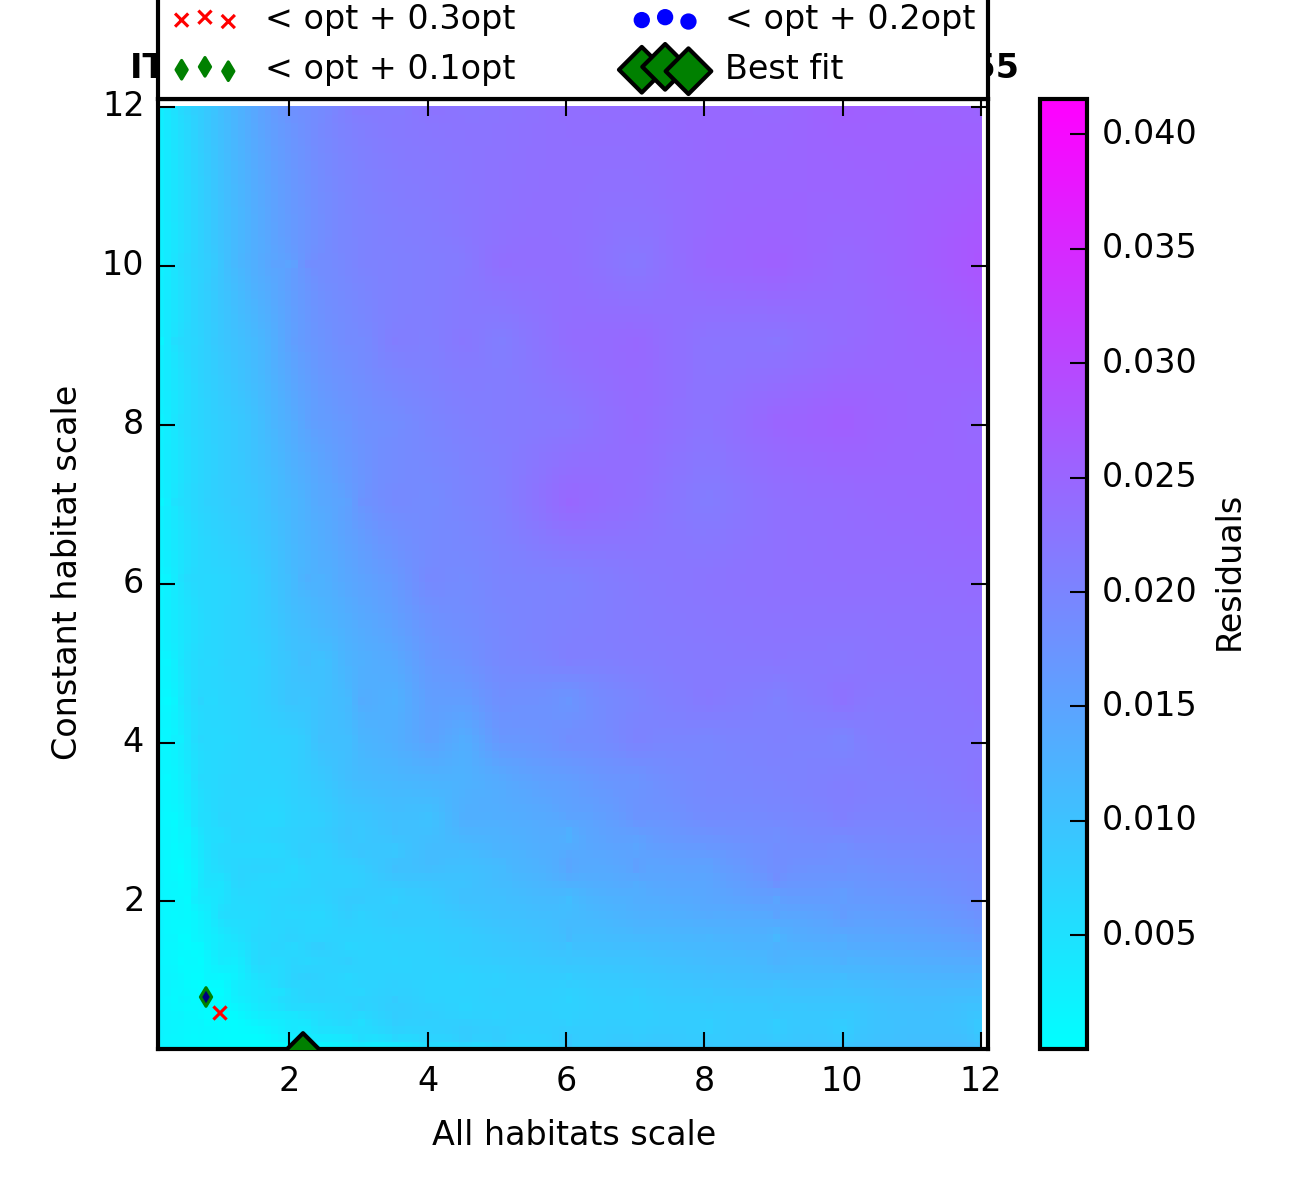 < opt + 0.3opt < opt + 0.2opt
< opt + 0.1opt Best fit
12
10
8
6
4
2
2 4 6 8 10 12
All habitats scale
Constant habitat scale
0.040
0.035
0.030
0.025
0.020
0.015
0.010
0.005
Residuals